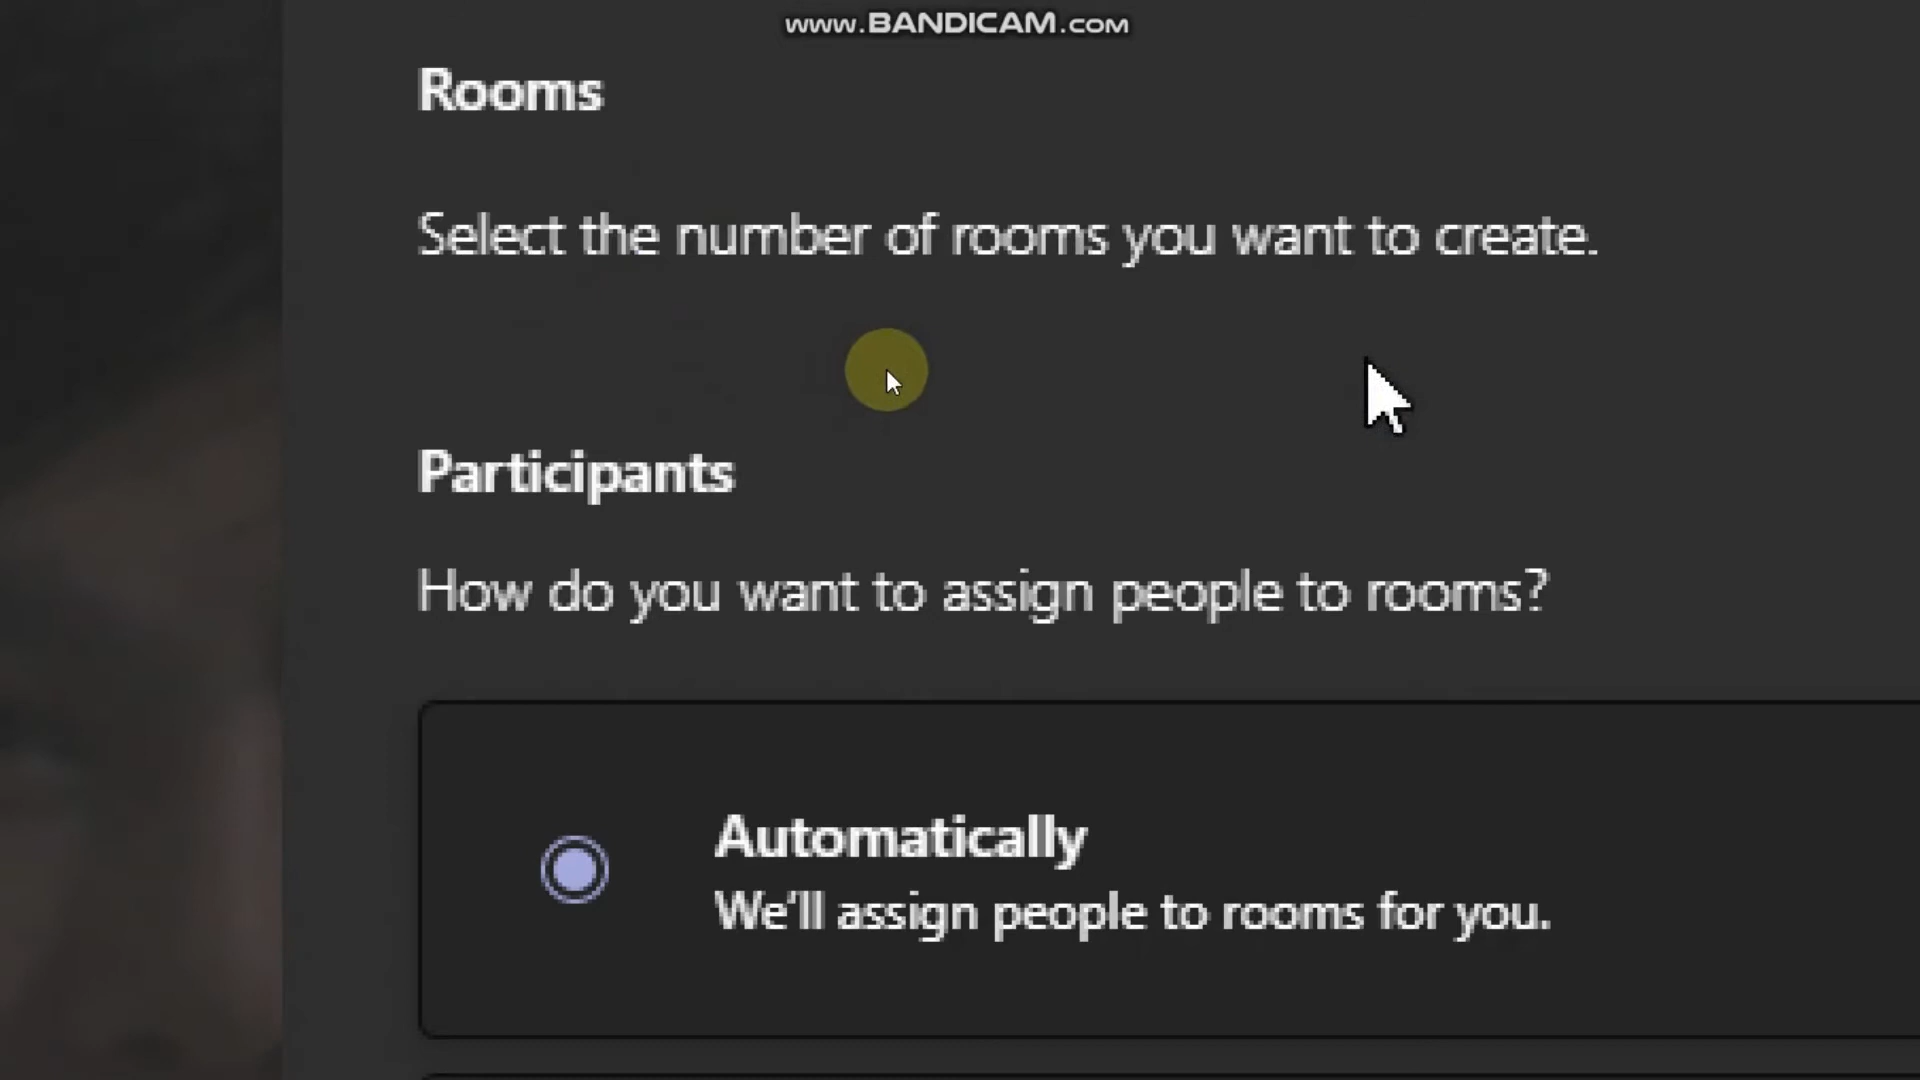 www.BANDICAM.com
Rooms
Select the number of rooms you want to create.
Participants
How do you want to assign people to rooms?
Automatically
We'll assign people to rooms for you.